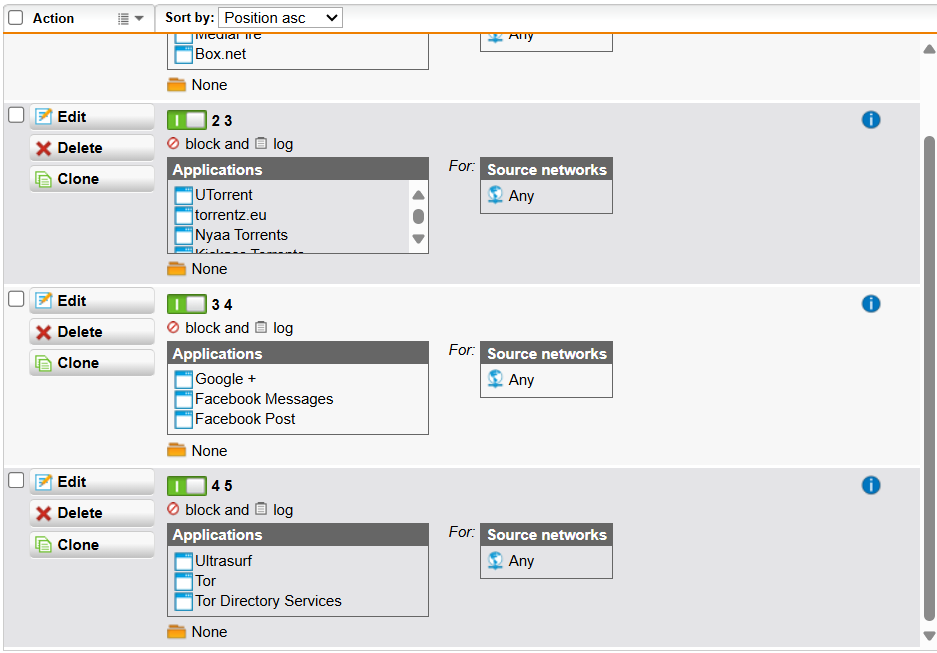 Action
Sort by: Position asc
MediaFire
Any
Box.net
None
Edit
2 3
Delete
block and log
Clone
Applications
For:
Source networks
UTorrent
Any
torrentz.eu
Nyaa Torrents
Kickass Torrents
None
Edit
3 4
Delete
block and log
Clone
Applications
For:
Source networks
Google +
Any
Facebook Messages
Facebook Post
None
Edit
4 5
Delete
block and log
Clone
Applications
For:
Source networks
Ultrasurf
Any
Tor
Tor Directory Services
None